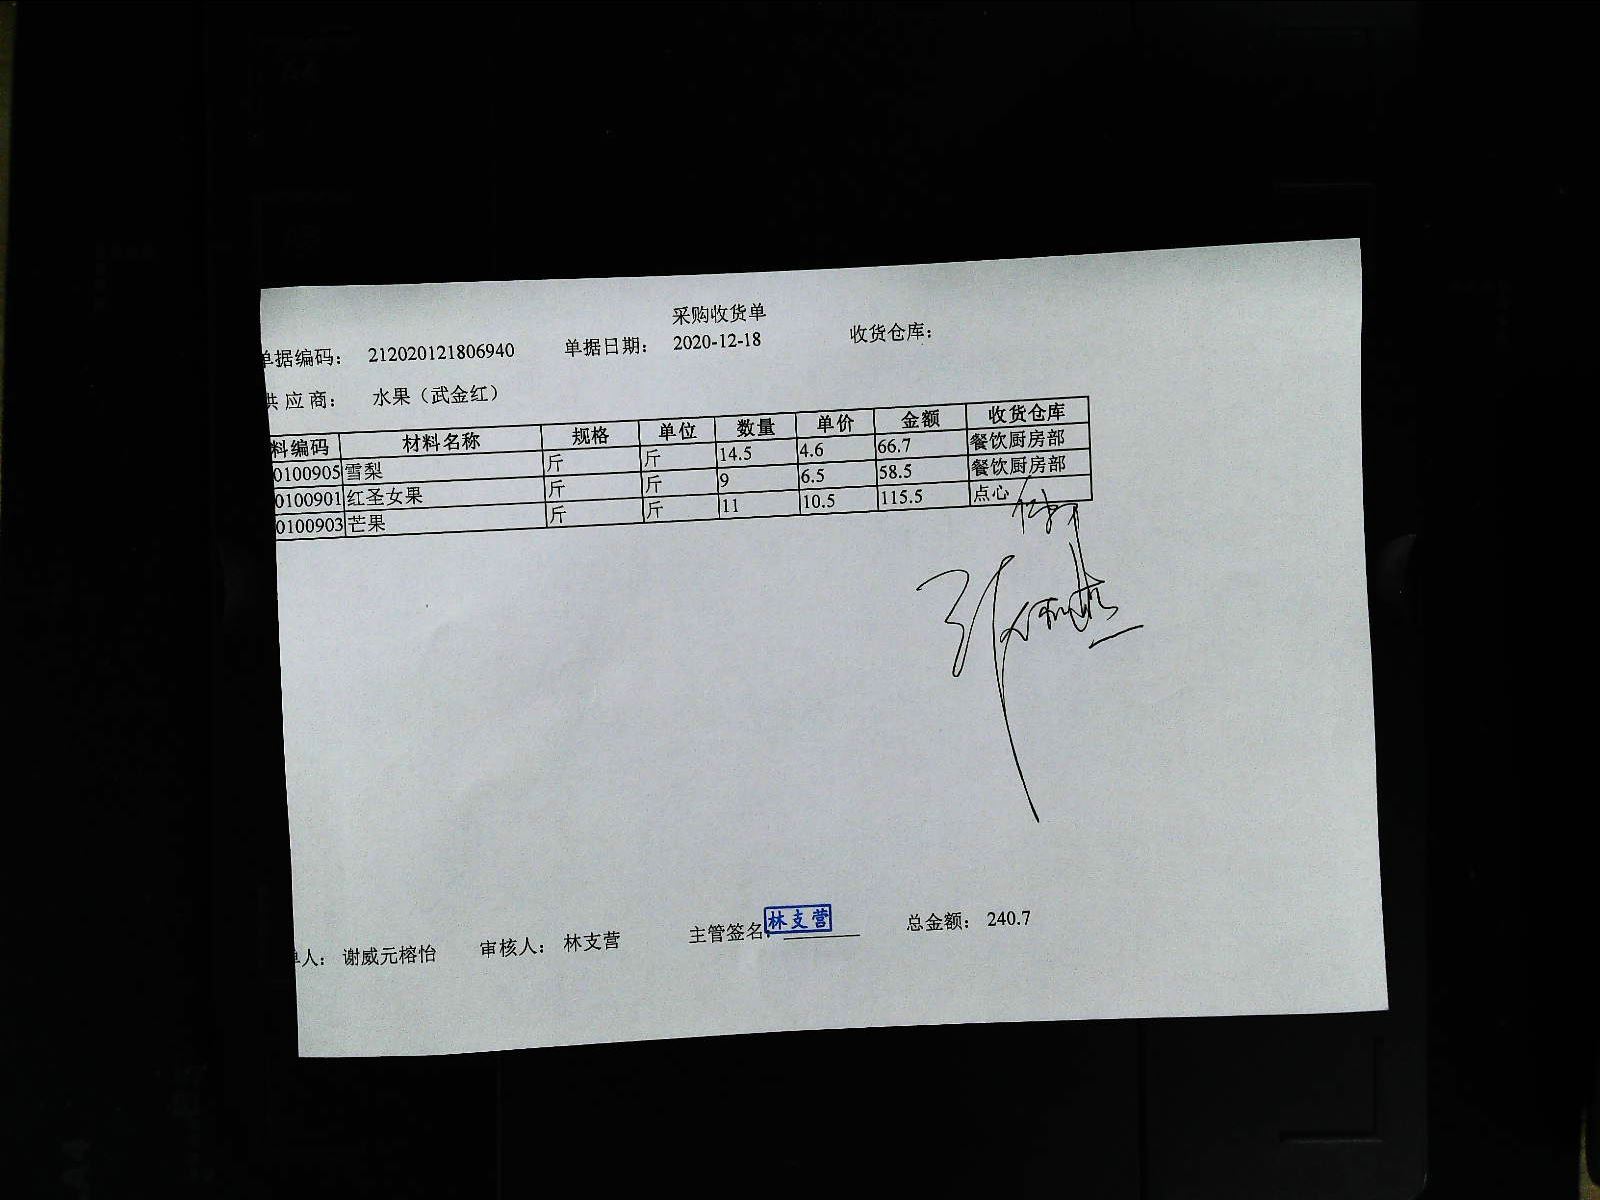 采购收货单
单据编码： 212020121806940 单据日期： 2020-12-18 收货仓库：
供应商： 水果（武金红）
料编码 材料名称 规格 单位 数量 单价 金额 收货仓库
0100905 雪梨 斤 斤 14.5 4.6 66.7 餐饮厨房部
0100901 红圣女果 斤 斤 9 6.5 58.5 餐饮厨房部
0100903 芒果 斤 斤 11 10.5 115.5 点心
单人： 谢威元榕怡 审核人： 林支营 主管签名： 林支营 总金额： 240.7